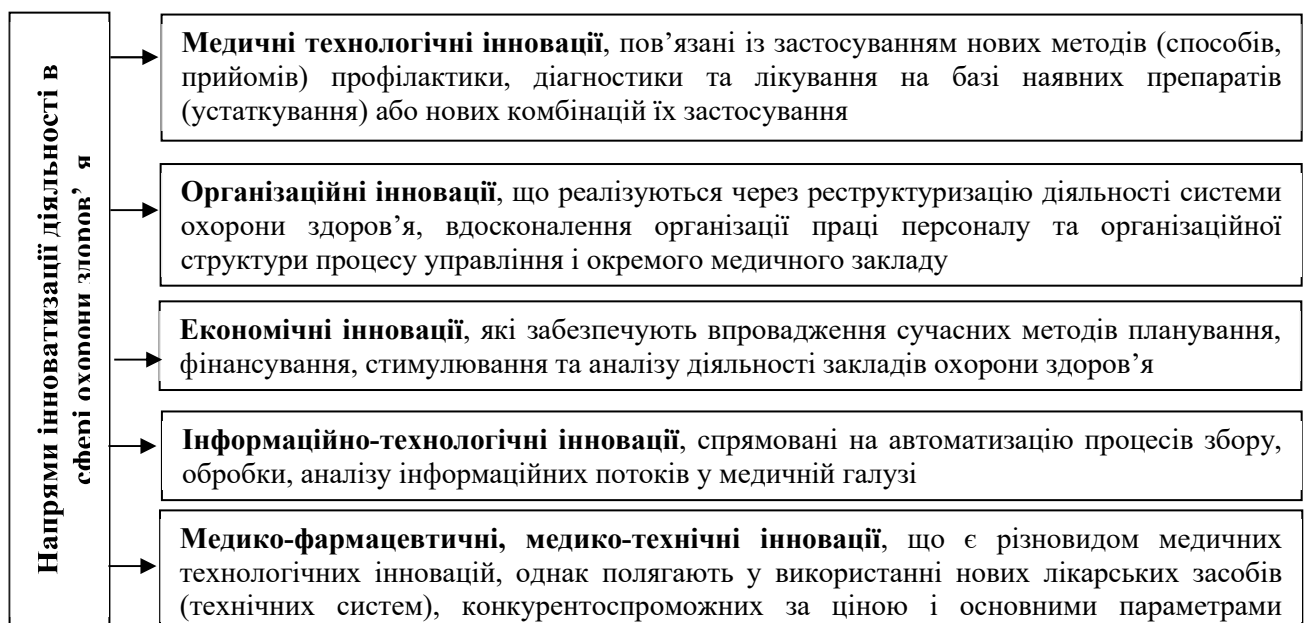 Напрями інноватизації діяльності в
сфері охорони здоров’ я
Медичні технологічні інновації, пов’язані із застосуванням нових методів (способів,
прийомів) профілактики, діагностики та лікування на базі наявних препаратів
(устаткування) або нових комбінацій їх застосування
Організаційні інновації, що реалізуються через реструктуризацію діяльності системи
охорони здоров’я, вдосконалення організації праці персоналу та організаційної
структури процесу управління і окремого медичного закладу
Економічні інновації, які забезпечують впровадження сучасних методів планування,
фінансування, стимулювання та аналізу діяльності закладів охорони здоров’я
Інформаційно-технологічні інновації, спрямовані на автоматизацію процесів збору,
обробки, аналізу інформаційних потоків у медичній галузі
Медико-фармацевтичні, медико-технічні інновації, що є різновидом медичних
технологічних інновацій, однак полягають у використанні нових лікарських засобів
(технічних систем), конкурентоспроможних за ціною і основними параметрами